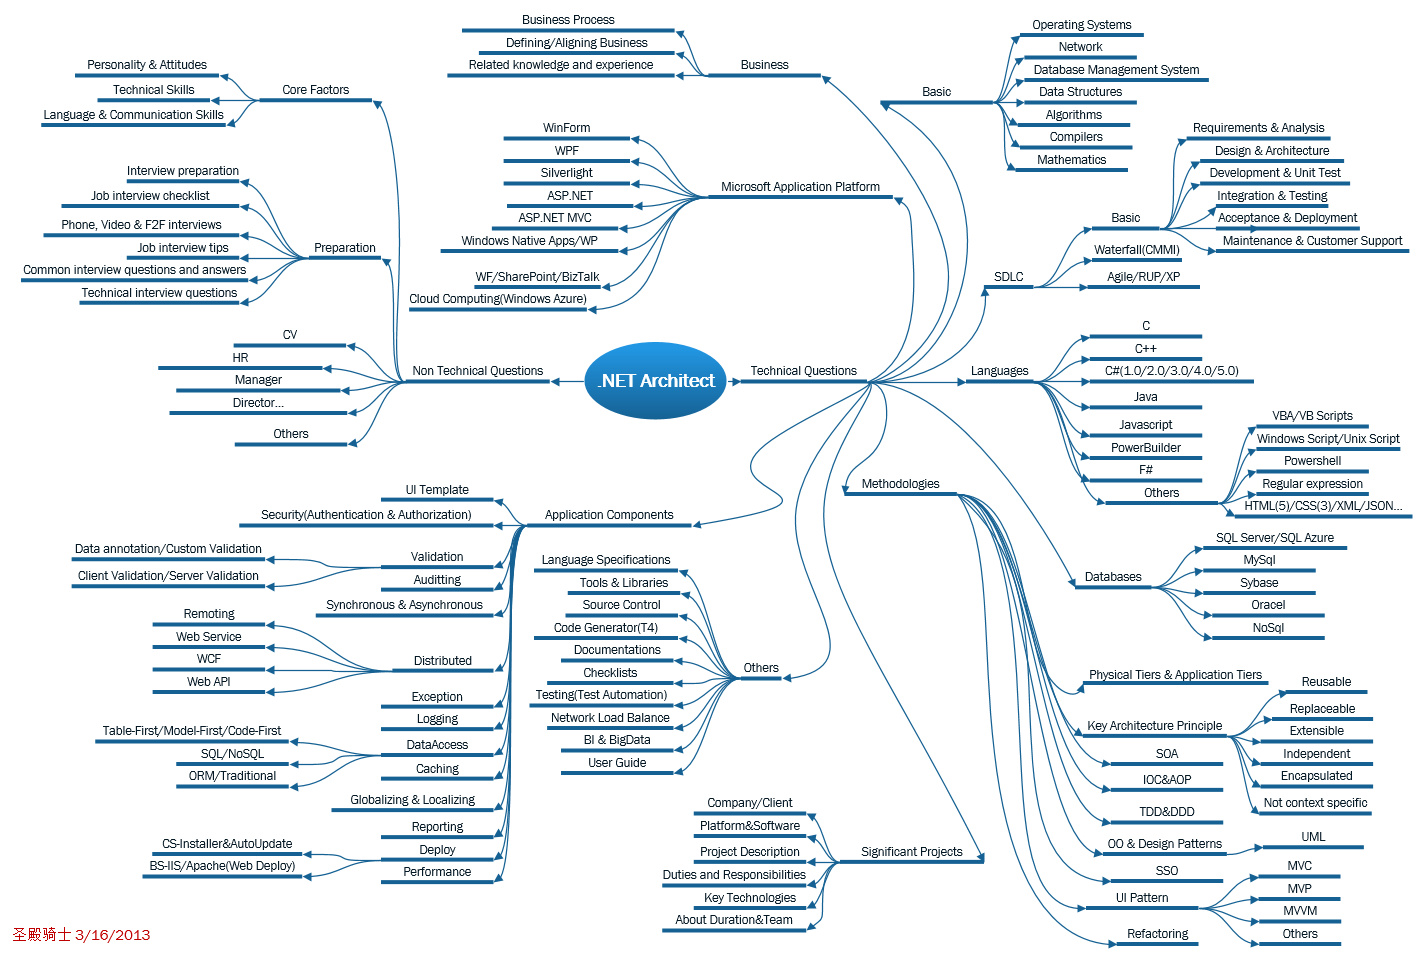 .NET Architect
Non Technical Questions
Core Factors
Personality & Attitudes
Technical Skills
Language & Communication Skills
Preparation
Interview preparation
Job interview checklist
Phone, Video & F2F interviews
Job interview tips
Common interview questions and answers
Technical interview questions
CV
HR
Manager
Director...
Others
Technical Questions
Business
Business Process
Defining/Aligning Business
Related knowledge and experience
Microsoft Application Platform
WinForm
WPF
Silverlight
ASP.NET
ASP.NET MVC
Windows Native Apps/WP
WF/SharePoint/BizTalk
Cloud Computing(Windows Azure)
Basic
Operating Systems
Network
Database Management System
Data Structures
Algorithms
Compilers
Mathematics
SDLC
Basic
Requirements & Analysis
Design & Architecture
Development & Unit Test
Integration & Testing
Acceptance & Deployment
Maintenance & Customer Support
Waterfall(CMMI)
Agile/RUP/XP
Languages
C
C++
C#(1.0/2.0/3.0/4.0/5.0)
Java
Javascript
PowerBuilder
F#
Others
VBA/VB Scripts
Windows Script/Unix Script
Powershell
Regular expression
HTML(5)/CSS(3)/XML/JSON...
Databases
SQL Server/SQL Azure
MySql
Sybase
Oracel
NoSql
Methodologies
Physical Tiers & Application Tiers
Key Architecture Principle
Reusable
Replaceable
Extensible
Independent
Encapsulated
Not context specific
SOA
IOC&AOP
TDD&DDD
OO & Design Patterns
UML
SSO
UI Pattern
MVC
MVP
MVVM
Others
Refactoring
Application Components
UI Template
Security(Authentication & Authorization)
Validation
Data annotation/Custom Validation
Client Validation/Server Validation
Auditting
Synchronous & Asynchronous
Distributed
Remoting
Web Service
WCF
Web API
Exception
Logging
DataAccess
Table-First/Model-First/Code-First
SQL/NoSQL
ORM/Traditional
Caching
Globalizing & Localizing
Reporting
Deploy
CS-Installer&AutoUpdate
BS-IIS/Apache(Web Deploy)
Performance
Others
Language Specifications
Tools & Libraries
Source Control
Code Generator(T4)
Documentations
Checklists
Testing(Test Automation)
Network Load Balance
BI & BigData
User Guide
Significant Projects
Company/Client
Platform&Software
Project Description
Duties and Responsibilities
Key Technologies
About Duration&Team
圣殿骑士 3/16/2013